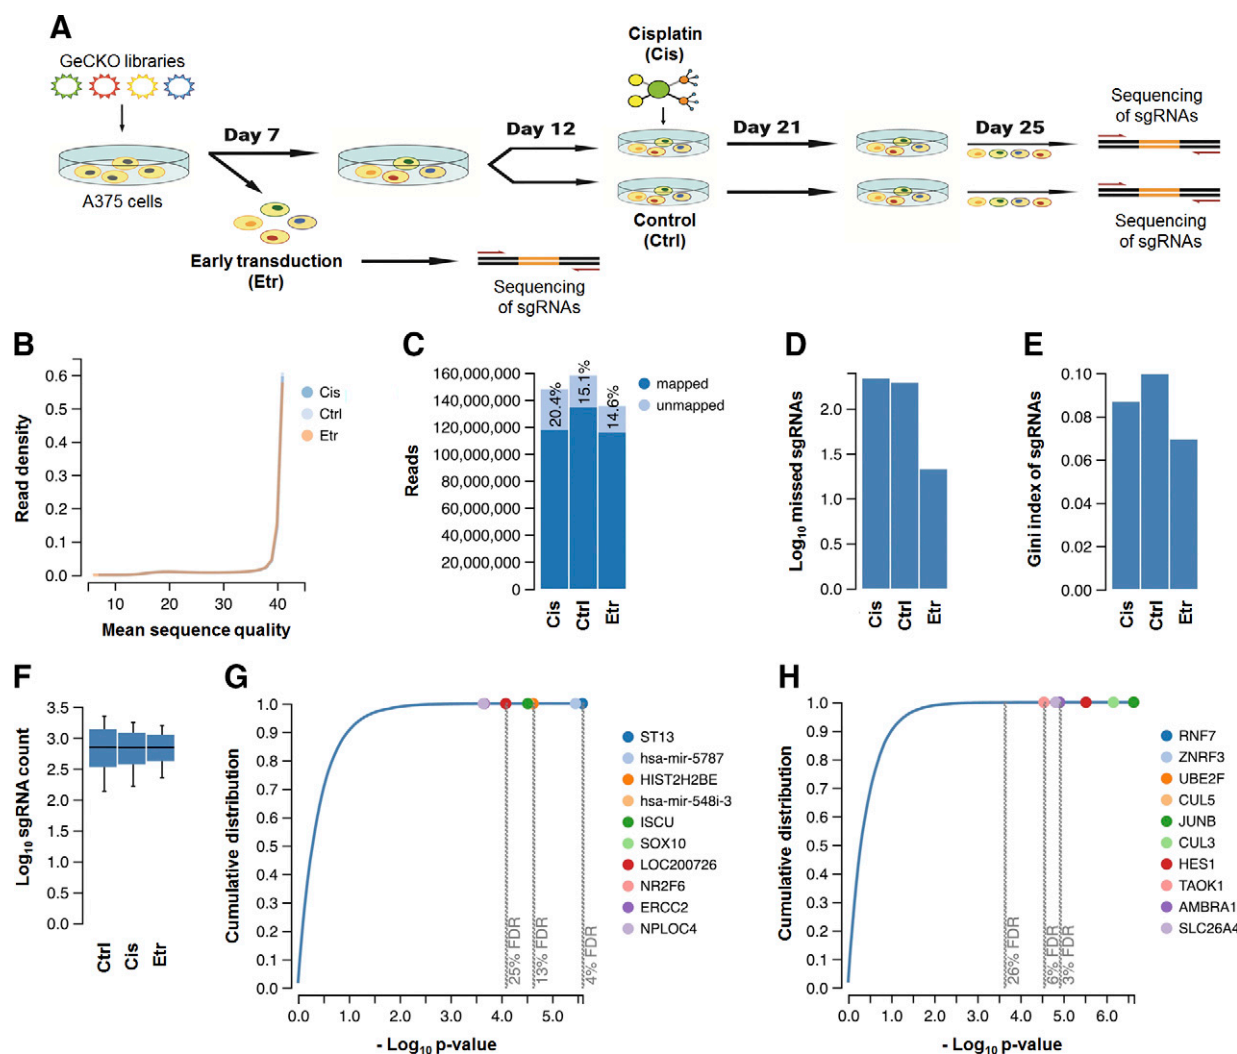 A
GeCKO libraries
A375 cells
Day 7
Early transduction
(Etr)
Sequencing
of sgRNAs
Day 12
Cisplatin
(Cis)
Control
(Ctrl)
Day 21
Day 25
Sequencing
of sgRNAs
Sequencing
of sgRNAs
B
Read density
0.6
0.5
0.4
0.3
0.2
0.1
0.0
10
20
30
40
Mean sequence quality
Cis
Ctrl
Etr
C
Reads
160,000,000
140,000,000
120,000,000
100,000,000
80,000,000
60,000,000
40,000,000
20,000,000
0
20.4%
15.1%
14.6%
Cis
Ctrl
Etr
mapped
unmapped
D
Log10 missed sgRNAs
2.0
1.5
1.0
0.5
0.0
Cis
Ctrl
Etr
E
Gini index of sgRNAs
0.10
0.08
0.06
0.04
0.02
0.00
Cis
Ctrl
Etr
F
Log10 sgRNA count
3.5
3.0
2.5
2.0
1.5
1.0
0.5
0.0
Ctrl
Cis
Etr
G
Cumulative distribution
1.0
0.9
0.8
0.7
0.6
0.5
0.4
0.3
0.2
0.1
0.0
25% FDR
13% FDR
4% FDR
0.0
1.0
2.0
3.0
4.0
5.0
- Log10 p-value
ST13
hsa-mir-5787
HIST2H2BE
hsa-mir-548i-3
ISCU
SOX10
LOC200726
NR2F6
ERCC2
NPLOC4
H
Cumulative distribution
1.0
0.9
0.8
0.7
0.6
0.5
0.4
0.3
0.2
0.1
0.0
26% FDR
6% FDR
3% FDR
0.0
1.0
2.0
3.0
4.0
5.0
6.0
- Log10 p-value
RNF7
ZNRF3
UBE2F
CUL5
JUNB
CUL3
HES1
TAOK1
AMBRA1
SLC26A4